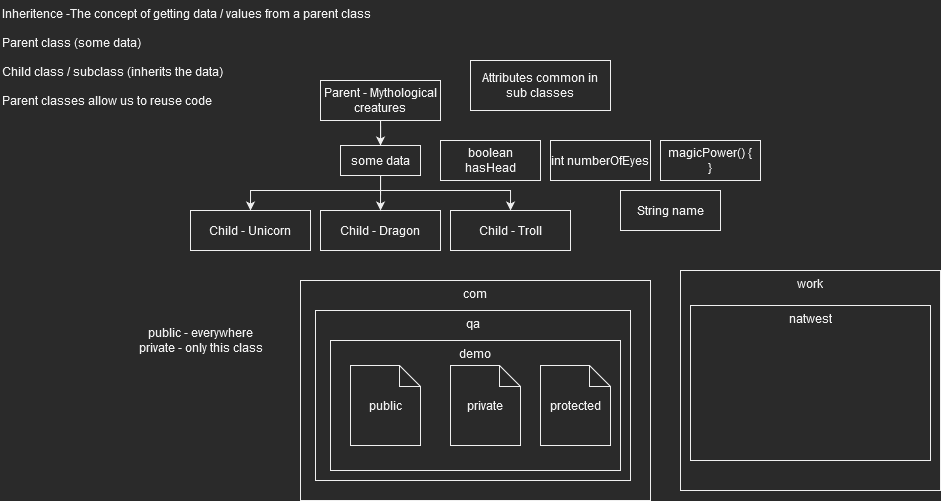 Inheritence -The concept of getting data / values from a parent class
Parent class (some data)
Child class / subclass (inherits the data)
Parent classes allow us to reuse code
Parent - Mythological
creatures
Attributes common in
sub classes
some data
boolean
hasHead
int numberOfEyes
magicPower() {
}
Child - Unicorn
Child - Dragon
Child - Troll
String name
public - everywhere
private - only this class
com
qa
demo
public
private
protected
work
natwest